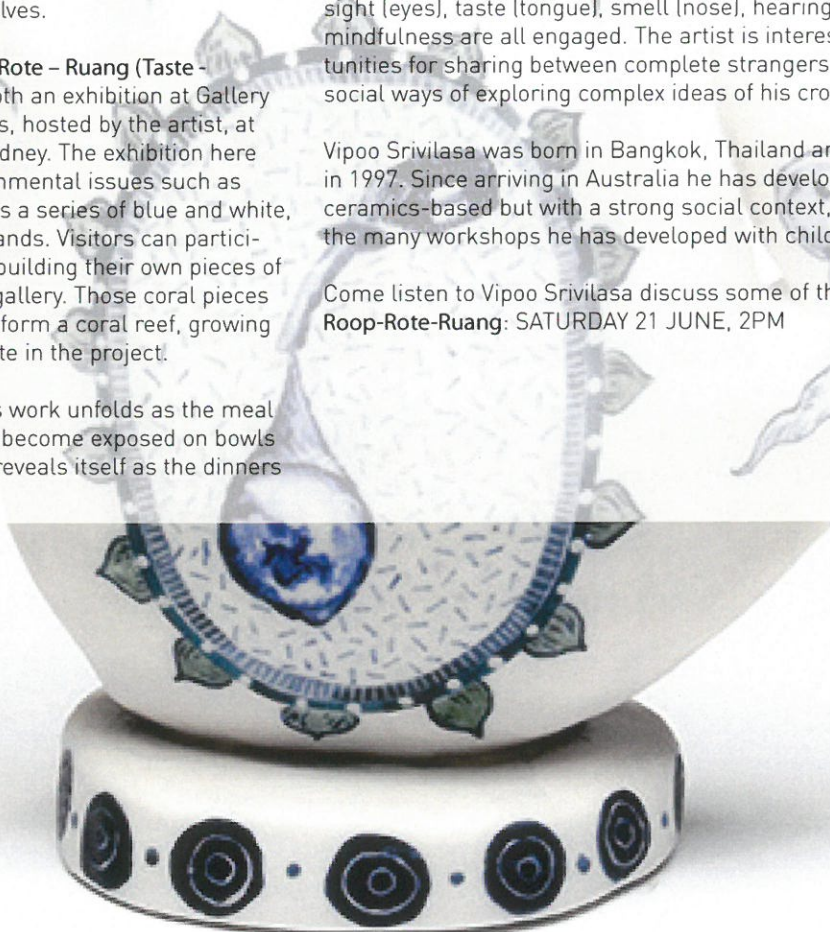 lves.
Rote – Ruang (Taste -
oth an exhibition at Gallery
s, hosted by the artist, at
dney. The exhibition here
nmental issues such as
s a series of blue and white,
ands. Visitors can partici-
building their own pieces of
gallery. Those coral pieces
form a coral reef, growing
te in the project.
s work unfolds as the meal
become exposed on bowls
reveals itself as the dinners
sight (eyes), taste (tongue), smell (nose), hearing
mindfulness are all engaged. The artist is interes
tunities for sharing between complete strangers
social ways of exploring complex ideas of his cro
Vipoo Srivilasa was born in Bangkok, Thailand an
in 1997. Since arriving in Australia he has develo
ceramics-based but with a strong social context,
the many workshops he has developed with child
Come listen to Vipoo Srivilasa discuss some of th
Roop-Rote-Ruang: SATURDAY 21 JUNE, 2PM